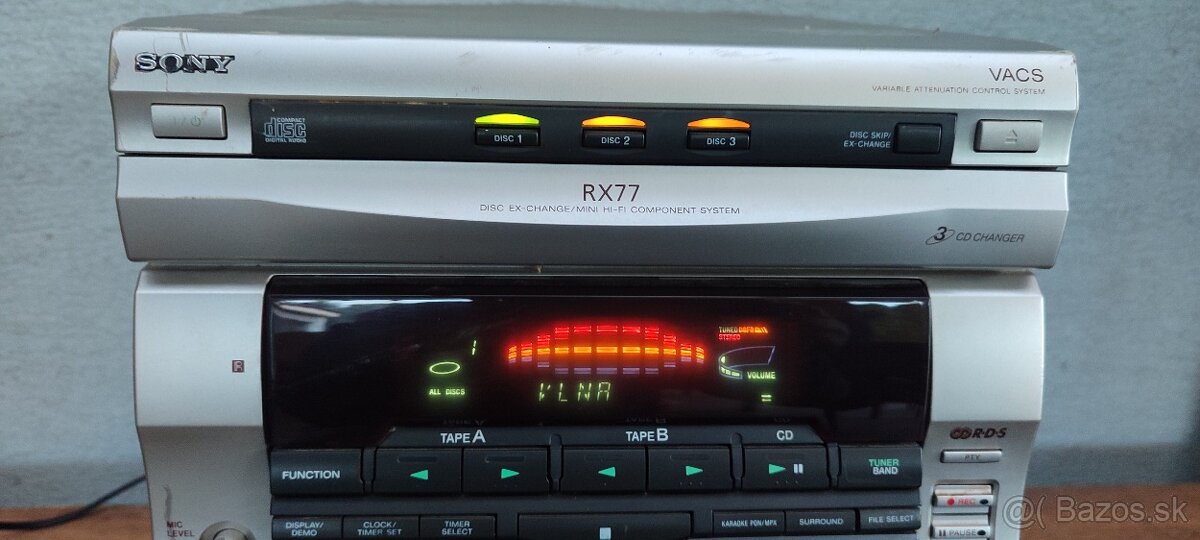 SONY
VACS
VARIABLE ATTENUATION CONTROL SYSTEM
I/⏻
COMPACT
disc
DIGITAL AUDIO
DISC 1
DISC 2
DISC 3
DISC SKIP/
EX-CHANGE
RX77
DISC EX-CHANGE/MINI HI-FI COMPONENT SYSTEM
3 CD CHANGER
TUNED
STEREO
1
ALL DISCS
VLNA
VOLUME
R
TAPE A
TAPE B
CD
R·D·S
FUNCTION
TUNER
BAND
PTY
REC
PAUSE
MIC
LEVEL
DISPLAY/
DEMO
CLOCK/
TIMER SET
TIMER
SELECT
KARAOKE PON/MPX
SURROUND
FILE SELECT
@( Bazos.sk